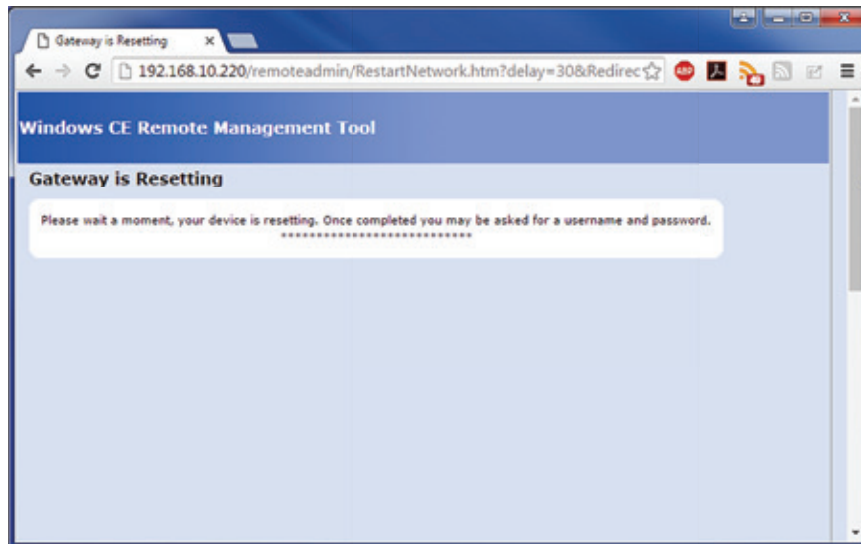 Gateway is Resetting
192.168.10.220/remoteadmin/RestartNetwork.htm?delay=30&Redirec
ABP
Windows CE Remote Management Tool
Gateway is Resetting
Please wait a moment, your device is resetting. Once completed you may be asked for a username and password.
***************************